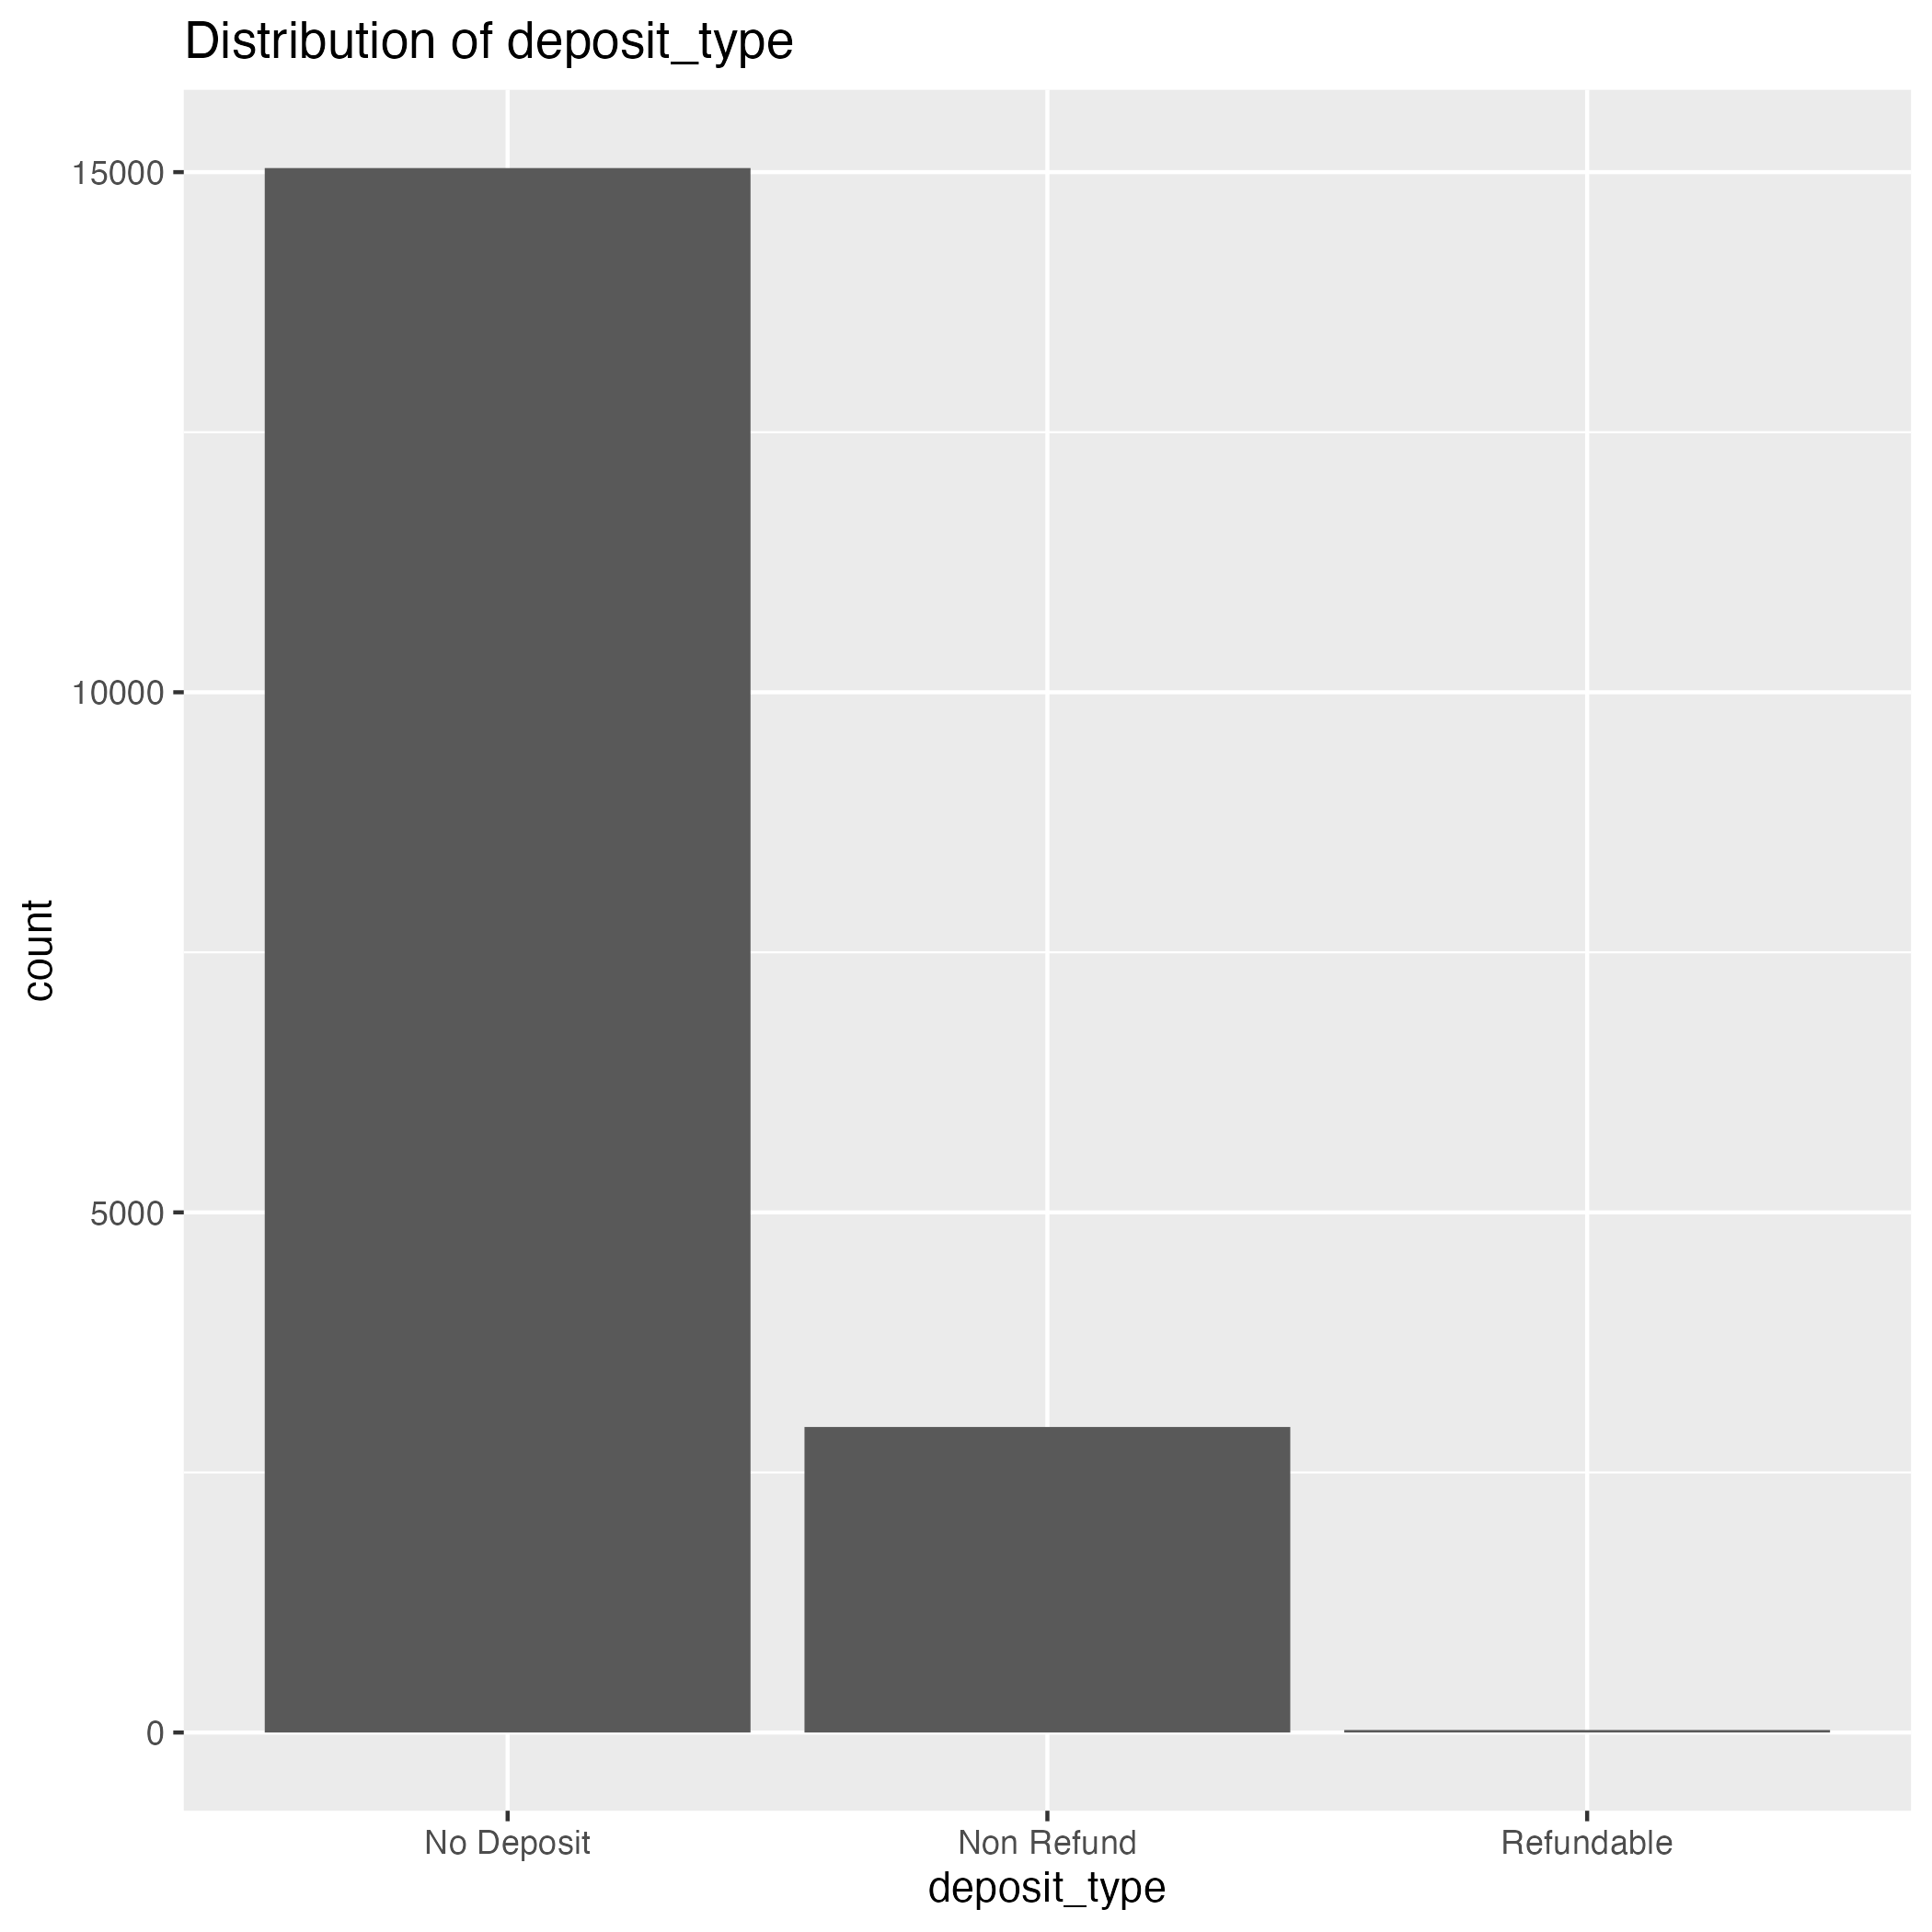 Distribution of deposit_type
15000
10000
5000
0
count
No Deposit
Non Refund
Refundable
deposit_type